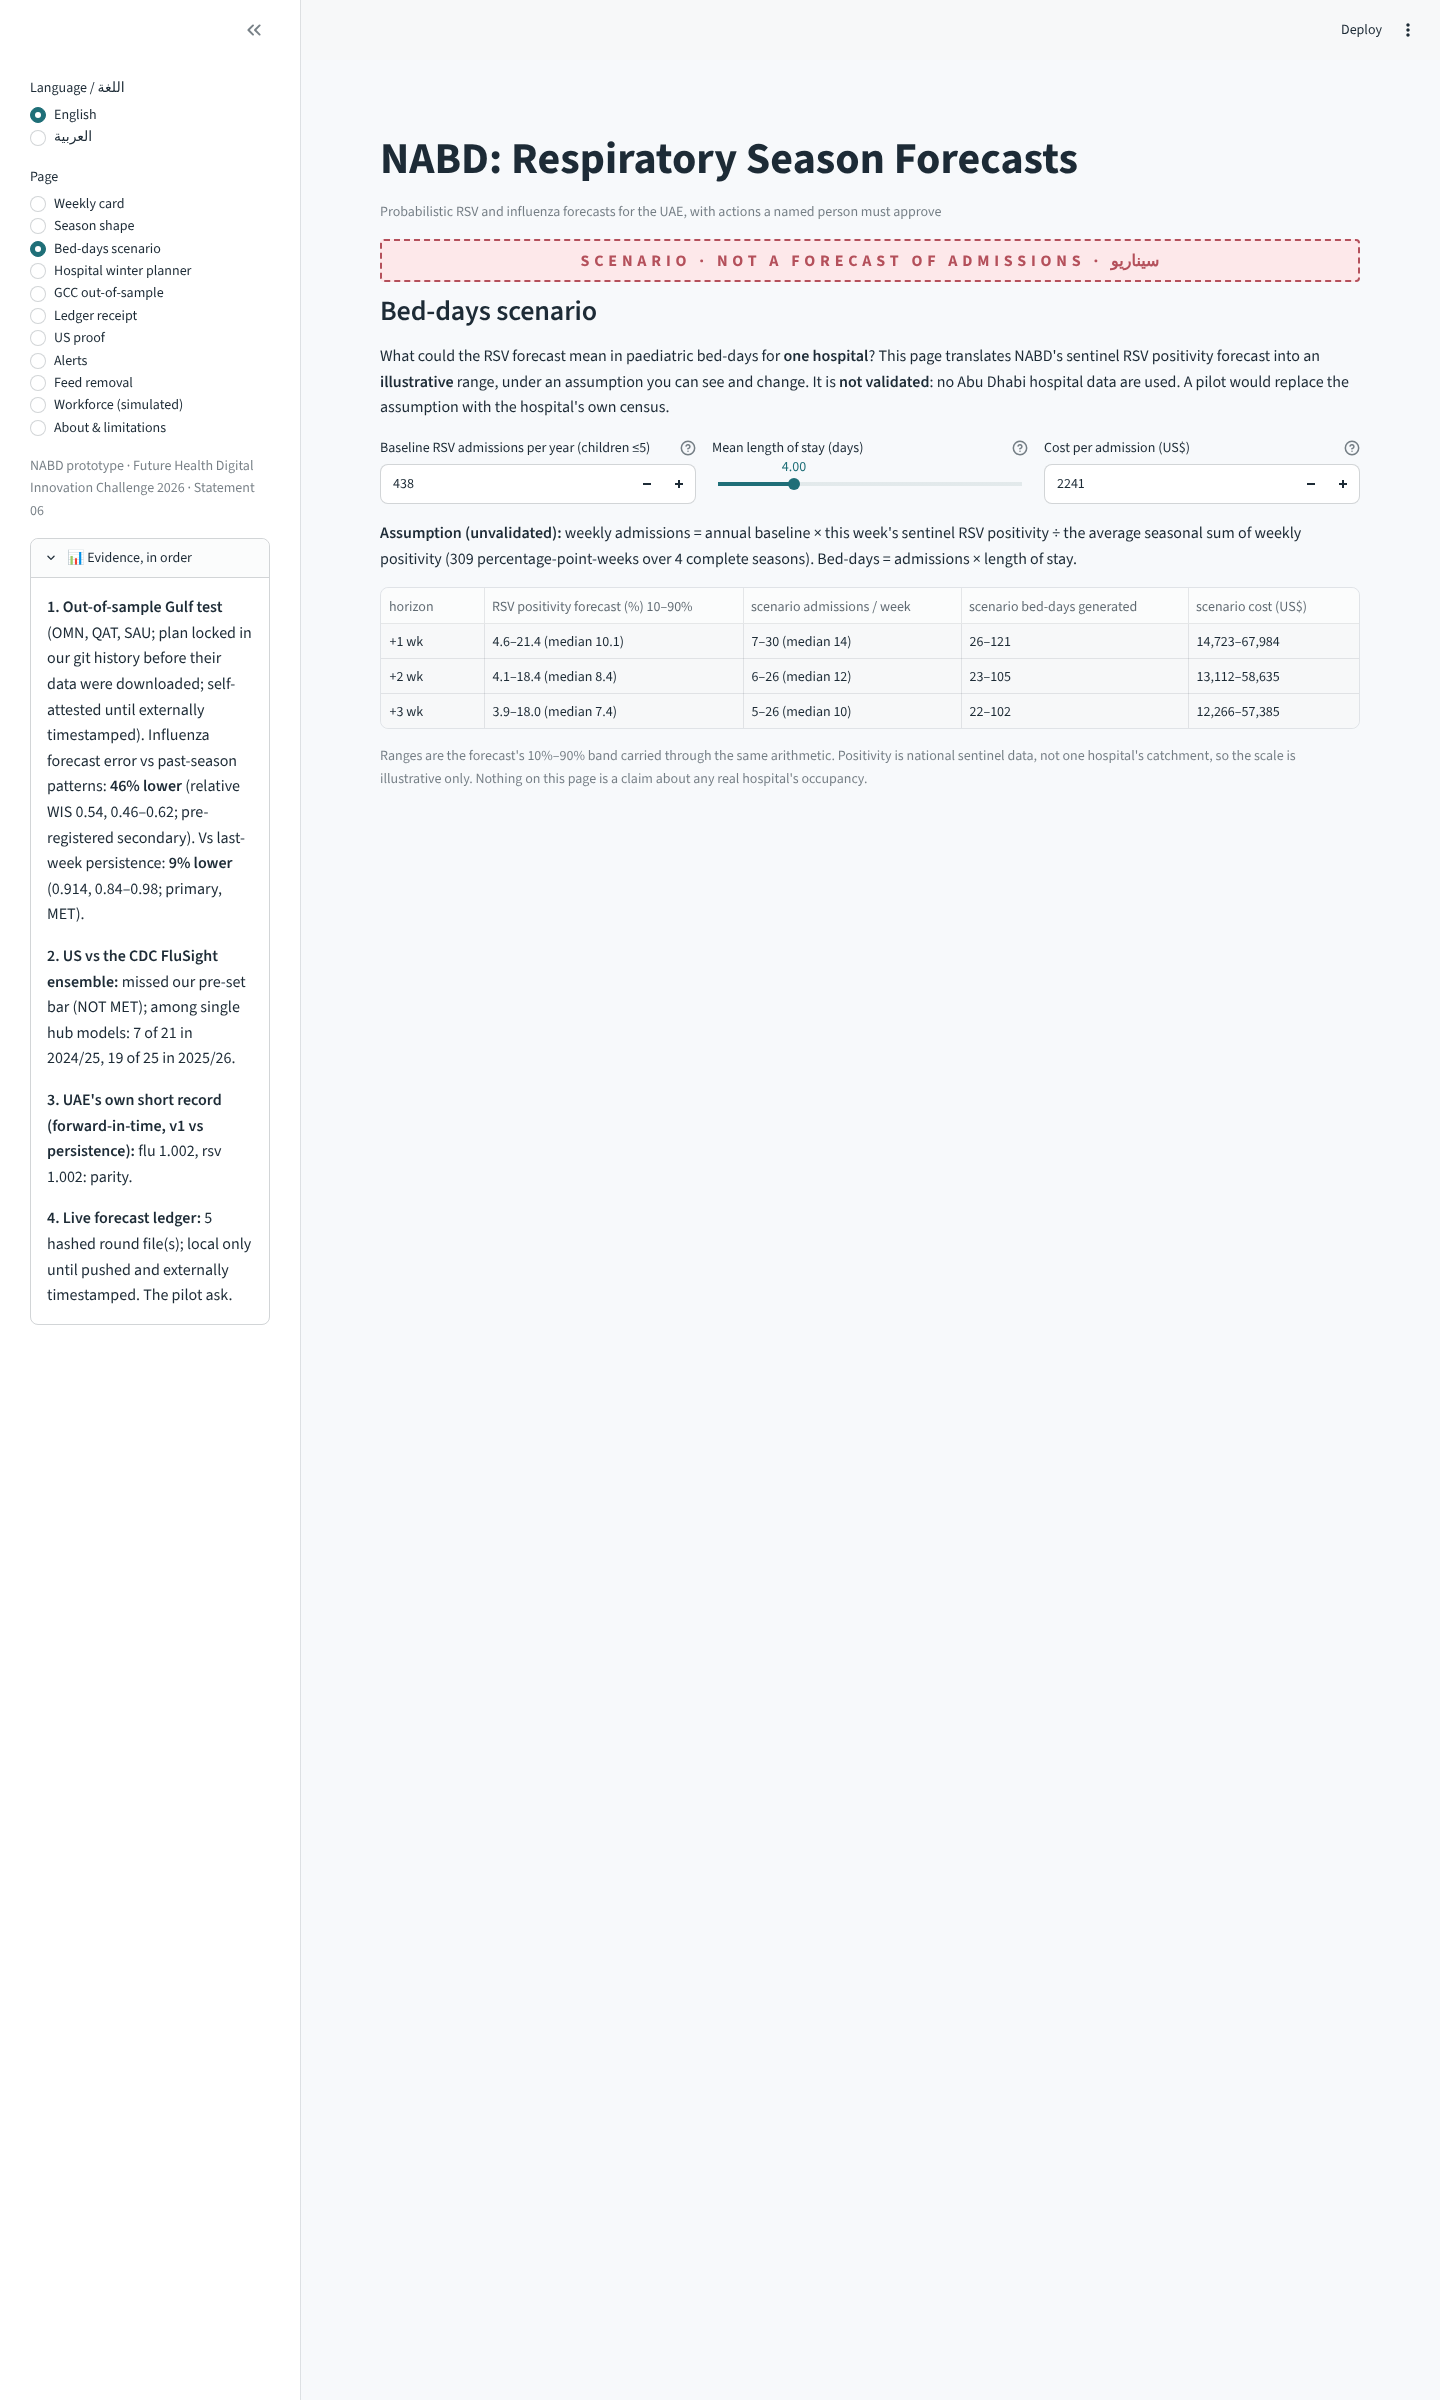 Deploy
Language / اللغة
English
العربية
Page
Weekly card
Season shape
Bed-days scenario
Hospital winter planner
GCC out-of-sample
Ledger receipt
US proof
Alerts
Feed removal
Workforce (simulated)
About & limitations
NABD prototype · Future Health Digital
Innovation Challenge 2026 · Statement
06
📊 Evidence, in order
1. Out-of-sample Gulf test
(OMN, QAT, SAU; plan locked in
our git history before their
data were downloaded; self-
attested until externally
timestamped). Influenza
forecast error vs past-season
patterns: 46% lower (relative
WIS 0.54, 0.46–0.62; pre-
registered secondary). Vs last-
week persistence: 9% lower
(0.914, 0.84–0.98; primary,
MET).
2. US vs the CDC FluSight
ensemble: missed our pre-set
bar (NOT MET); among single
hub models: 7 of 21 in
2024/25, 19 of 25 in 2025/26.
3. UAE's own short record
(forward-in-time, v1 vs
persistence): flu 1.002, rsv
1.002: parity.
4. Live forecast ledger: 5
hashed round file(s); local only
until pushed and externally
timestamped. The pilot ask.
NABD: Respiratory Season Forecasts
Probabilistic RSV and influenza forecasts for the UAE, with actions a named person must approve
SCENARIO · NOT A FORECAST OF ADMISSIONS · سيناريو
Bed-days scenario
What could the RSV forecast mean in paediatric bed-days for one hospital? This page translates NABD's sentinel RSV positivity forecast into an
illustrative range, under an assumption you can see and change. It is not validated: no Abu Dhabi hospital data are used. A pilot would replace the
assumption with the hospital's own census.
Baseline RSV admissions per year (children ≤5)
438
Mean length of stay (days)
4.00
Cost per admission (US$)
2241
Assumption (unvalidated): weekly admissions = annual baseline × this week's sentinel RSV positivity ÷ the average seasonal sum of weekly
positivity (309 percentage-point-weeks over 4 complete seasons). Bed-days = admissions × length of stay.
horizon RSV positivity forecast (%) 10–90% scenario admissions / week scenario bed-days generated scenario cost (US$)
+1 wk 4.6–21.4 (median 10.1) 7–30 (median 14) 26–121 14,723–67,984
+2 wk 4.1–18.4 (median 8.4) 6–26 (median 12) 23–105 13,112–58,635
+3 wk 3.9–18.0 (median 7.4) 5–26 (median 10) 22–102 12,266–57,385
Ranges are the forecast's 10%–90% band carried through the same arithmetic. Positivity is national sentinel data, not one hospital's catchment, so the scale is
illustrative only. Nothing on this page is a claim about any real hospital's occupancy.